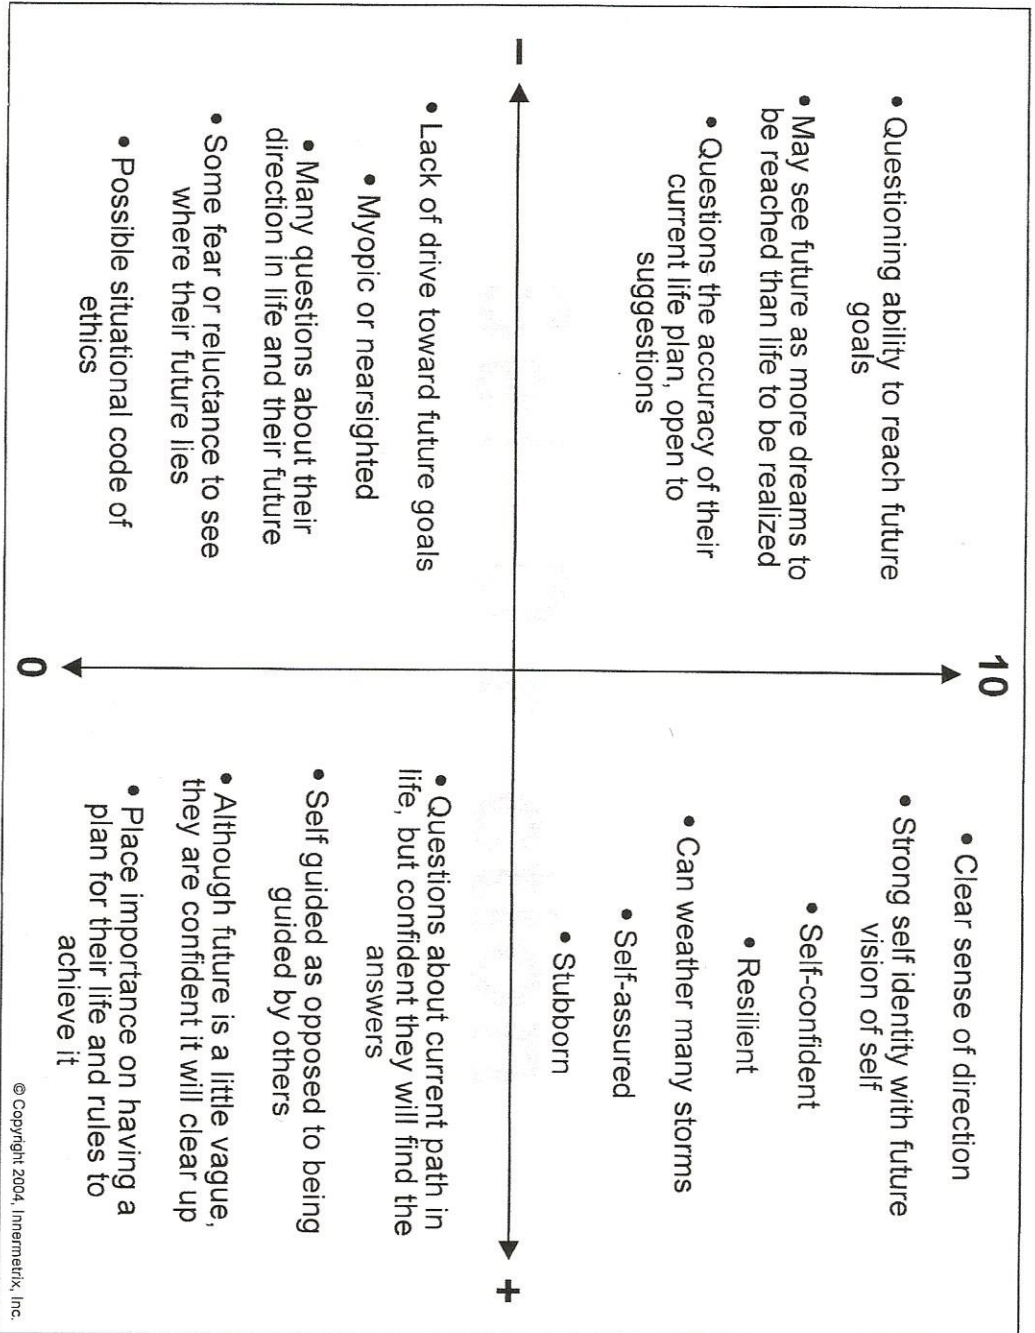 10
• Questioning ability to reach future
goals
• May see future as more dreams to
be reached than life to be realized
• Questions the accuracy of their
current life plan, open to
suggestions
• Clear sense of direction
• Strong self identity with future
vision of self
• Self-confident
• Resilient
• Can weather many storms
• Self-assured
• Stubborn
–
+
• Lack of drive toward future goals
• Myopic or nearsighted
• Many questions about their
direction in life and their future
• Some fear or reluctance to see
where their future lies
• Possible situational code of
ethics
• Questions about current path in
life, but confident they will find the
answers
• Self guided as opposed to being
guided by others
• Although future is a little vague,
they are confident it will clear up
• Place importance on having a
plan for their life and rules to
achieve it
0
© Copyright 2004, Innermetrix, Inc.